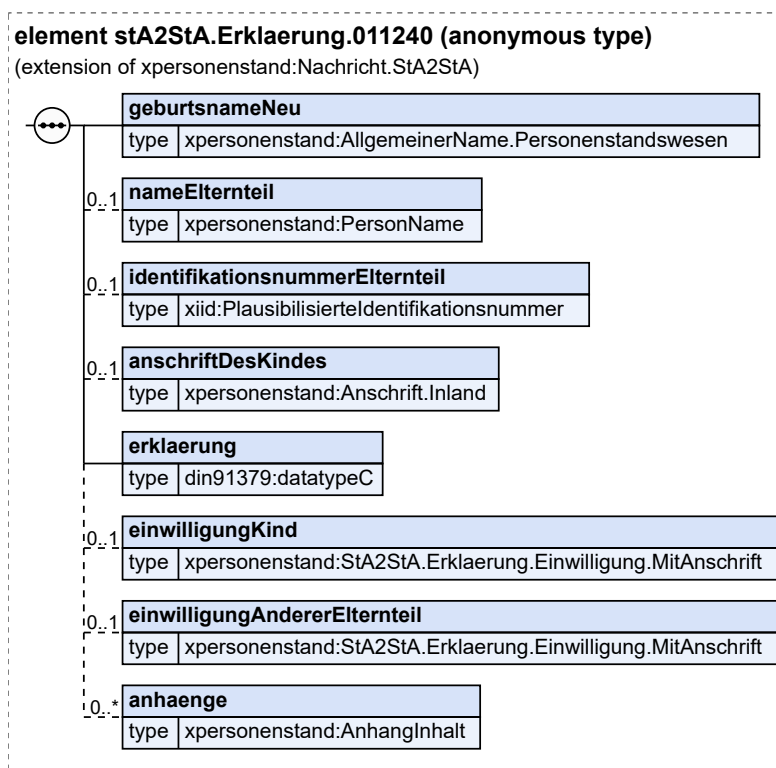 element stA2StA.Erklaerung.011240 (anonymous type)
(extension of xpersonenstand:Nachricht.StA2StA)
geburtsnameNeu
type xpersonenstand:AllgemeinerName.Personenstandswesen
0..1 nameElternteil
type xpersonenstand:PersonName
0..1 identifikationsnummerElternteil
type xiid:PlausibilisierteIdentifikationsnummer
0..1 anschriftDesKindes
type xpersonenstand:Anschrift.Inland
erklaerung
type din91379:datatypeC
0..1 einwilligungKind
type xpersonenstand:StA2StA.Erklaerung.Einwilligung.MitAnschrift
0..1 einwilligungAndererElternteil
type xpersonenstand:StA2StA.Erklaerung.Einwilligung.MitAnschrift
0..* anhaenge
type xpersonenstand:AnhangInhalt